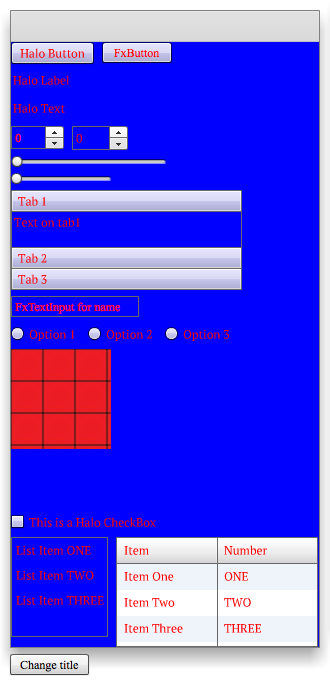 Halo Button FxButton
Halo Label
Halo Text
0 0
Tab 1
Text on tab1
Tab 2
Tab 3
FxTextInput for name
Option 1 Option 2 Option 3
This is a Halo CheckBox
List Item ONE
List Item TWO
List Item THREE
Item Number
Item One ONE
Item Two TWO
Item Three THREE
Change title